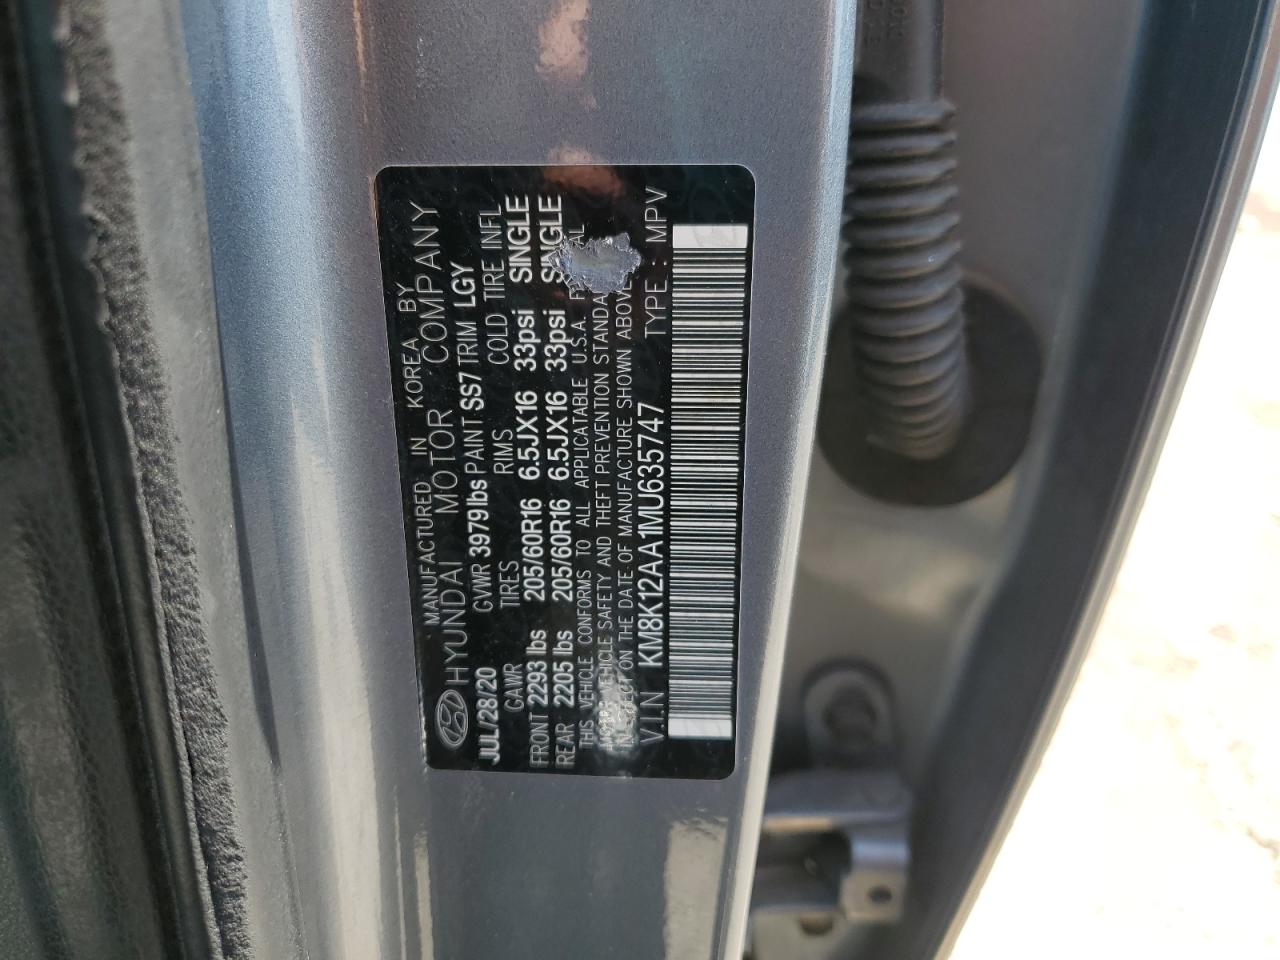 MANUFACTURED IN KOREA BY
HYUNDAI MOTOR COMPANY
JUL/28/20 GVWR 3979lbs PAINT SS7 TRIM LGY
GAWR TIRES RIMS COLD TIRE INFL
FRONT 2293 lbs 205/60R16 6.5JX16 33psi SINGLE
REAR 2205 lbs 205/60R16 6.5JX16 33psi SINGLE
THIS VEHICLE CONFORMS TO ALL APPLICATABLE U.S.A.
VEHICLE SAFETY AND THEFT PREVENTION
ON THE DATE OF MANUFACTURE SHOWN ABOVE
V.I.N KM8K12AA1MU635747 TYPE : MPV